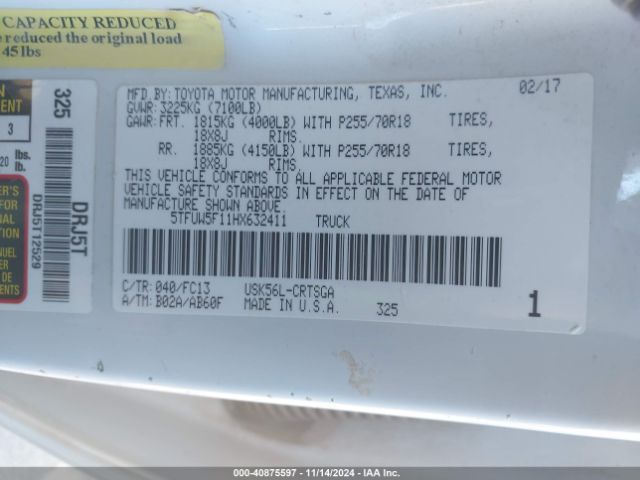 CAPACITY REDUCED
reduced the original load
45 lbs
MFD.BY:TOYOTA MOTOR MANUFACTURING, TEXAS, INC. 02/17
GVWR:3225KG (7100LB)
GAWR:FRT. 1815KG (4000LB) WITH P255/70R18 TIRES,
18X8J RIMS.
RR. 1885KG (4150LB) WITH P255/70R18 TIRES,
18X8J RIMS
THIS VEHICLE CONFORMS TO ALL APPLICABLE FEDERAL MOTOR
VEHICLE SAFETY STANDARDS IN EFFECT ON THE DATE OF
MANUFACTURE SHOWN ABOVE
5TFUW5F11HX632411 TRUCK
C/TR:040/FC13 USK56L-CRTSGA
A/TM:B02A/AB60F MADE IN U.S.A. 325 1
325
DRJ5T
DRJ5T12529
3
20 lbs.
lb.
000-40875597 - 11/14/2024 - IAA Inc.